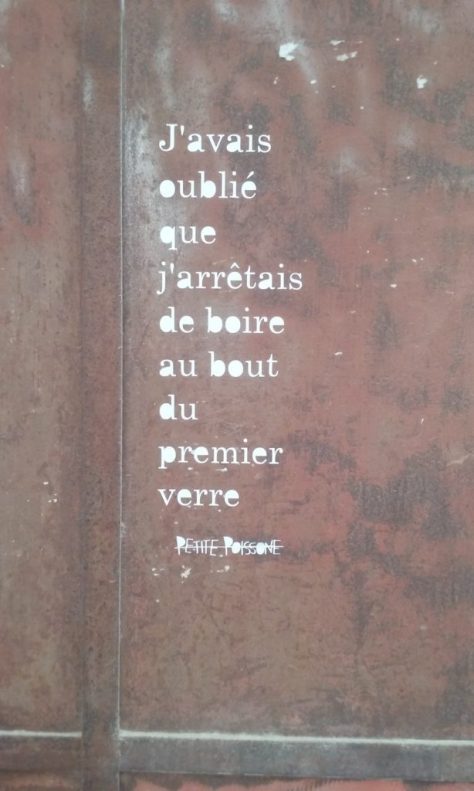 J'avais
oublié
que
j'arrêtais
de boire
au bout
du
premier
verre
PETITE POISSONE